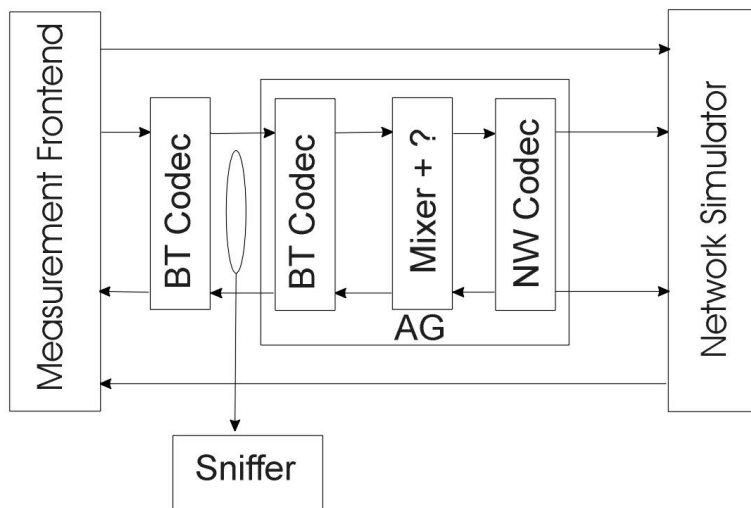 Measurement Frontend
BT Codec
BT Codec
Mixer + ?
NW Codec
AG
Network Simulator
Sniffer